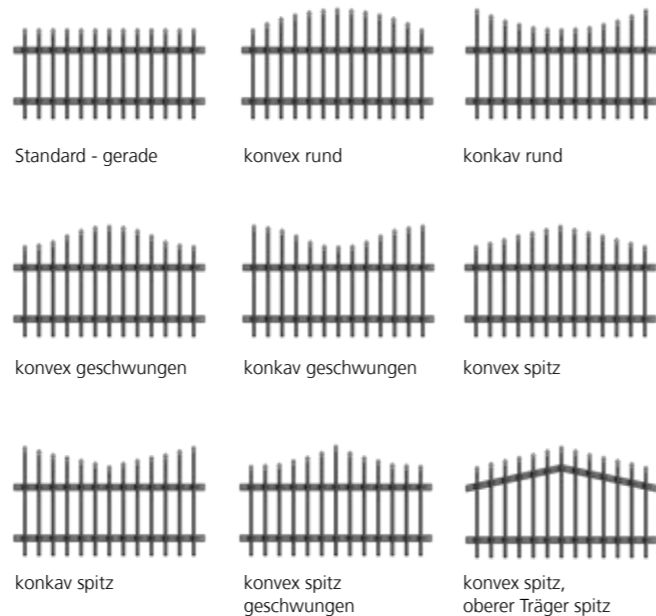 Standard - gerade
konvex rund
konkav rund
konvex geschwungen
konkav geschwungen
konvex spitz
konkav spitz
konvex spitz
geschwungen
konvex spitz,
oberer Träger spitz